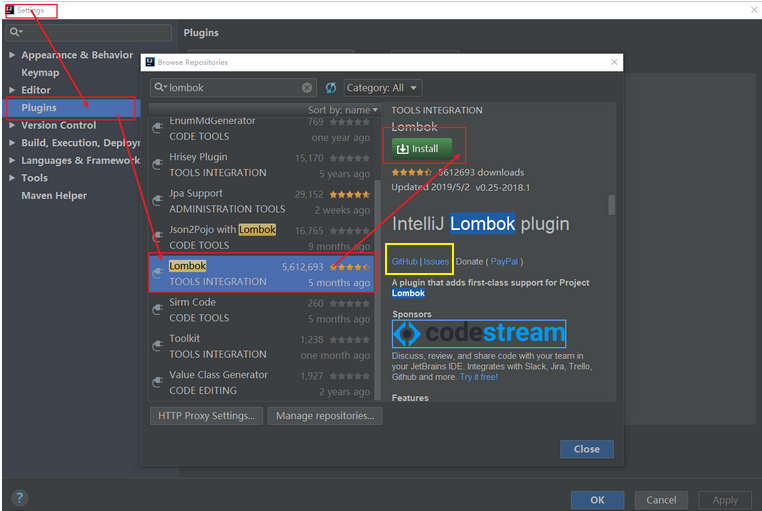 Settings
Plugins
Appearance & Behavior
Keymap
Editor
Plugins
Version Control
Build, Execution, Deployn
Languages & Framework
Tools
Maven Helper
Browse Repositories
lombok
Category: All
Sort by: name
EnumMdGenerator 769
CODE TOOLS one year ago
Hrisey Plugin 15,170
TOOLS INTEGRATION 5 years ago
Jpa Support 29,152
ADMINISTRATION TOOLS 2 weeks ago
Json2Pojo with Lombok 16,765
CODE TOOLS 9 months ago
Lombok 5,612,693
TOOLS INTEGRATION 5 months ago
Sirm Code 260
CODE TOOLS 5 months ago
Toolkit 1,238
TOOLS INTEGRATION one month ago
Value Class Generator 1,927
CODE EDITING 2 years ago
TOOLS INTEGRATION
Lombok
Install
5612693 downloads
Updated 2019/5/2 v0.25-2018.1
IntelliJ Lombok plugin
GitHub | Issues Donate ( PayPal )
A plugin that adds first-class support for Project
Lombok
Sponsors
codestream
Discuss, review, and share code with your team in
your JetBrains IDE. Integrates with Slack, Jira, Trello,
Github and more. Try it free!
Features
HTTP Proxy Settings...
Manage repositories...
Close
?
OK
Cancel
Apply